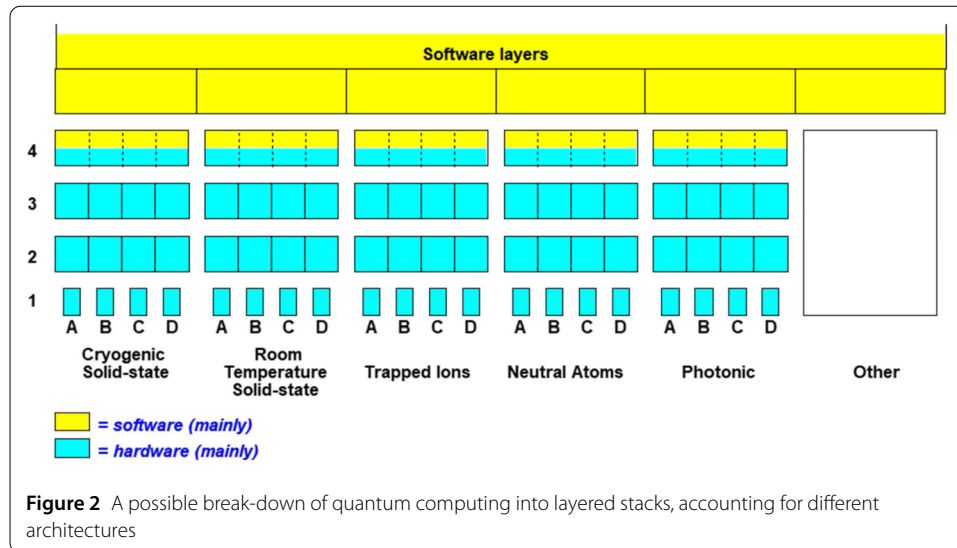 Software layers
4
3
2
1
A B C D A B C D A B C D A B C D A B C D
Cryogenic
Solid-state
Room
Temperature
Solid-state
Trapped Ions
Neutral Atoms
Photonic
Other
= software (mainly)
= hardware (mainly)
Figure 2 A possible break-down of quantum computing into layered stacks, accounting for different
architectures